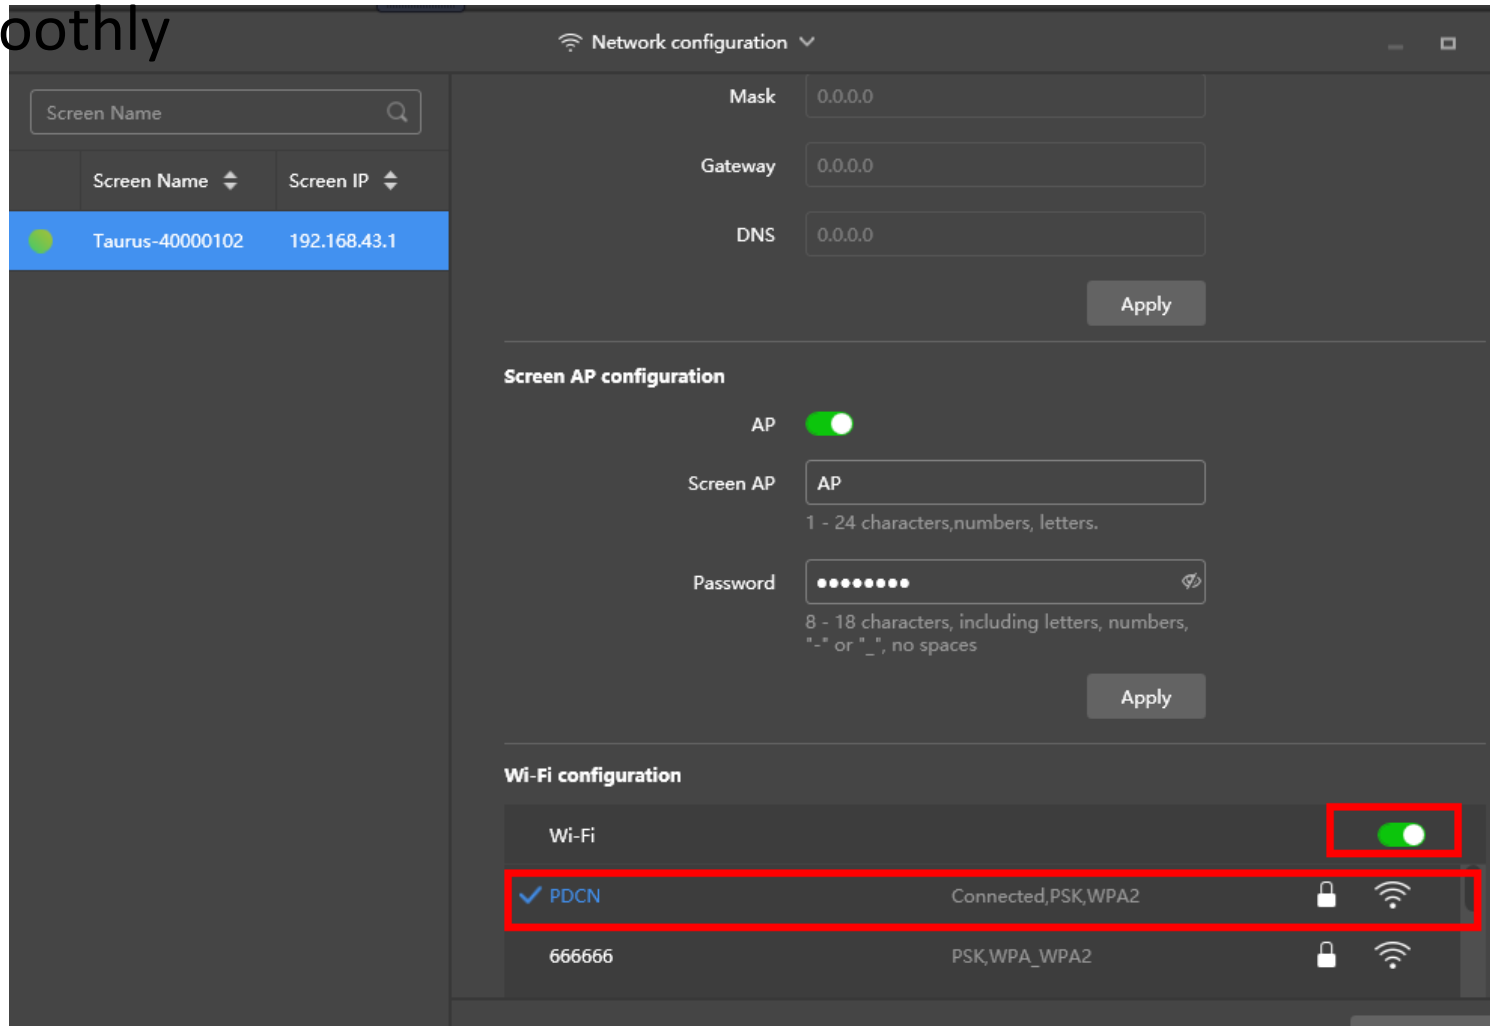 oothly
Network configuration
Screen Name
Screen Name Screen IP
Taurus-40000102 192.168.43.1
Mask 0.0.0.0
Gateway 0.0.0.0
DNS 0.0.0.0
Apply
Screen AP configuration
AP
Screen AP AP
1 - 24 characters,numbers, letters.
Password ••••••••
8 - 18 characters, including letters, numbers,
"-" or "_", no spaces
Apply
Wi-Fi configuration
Wi-Fi
PDCN Connected,PSK,WPA2
666666 PSK,WPA_WPA2